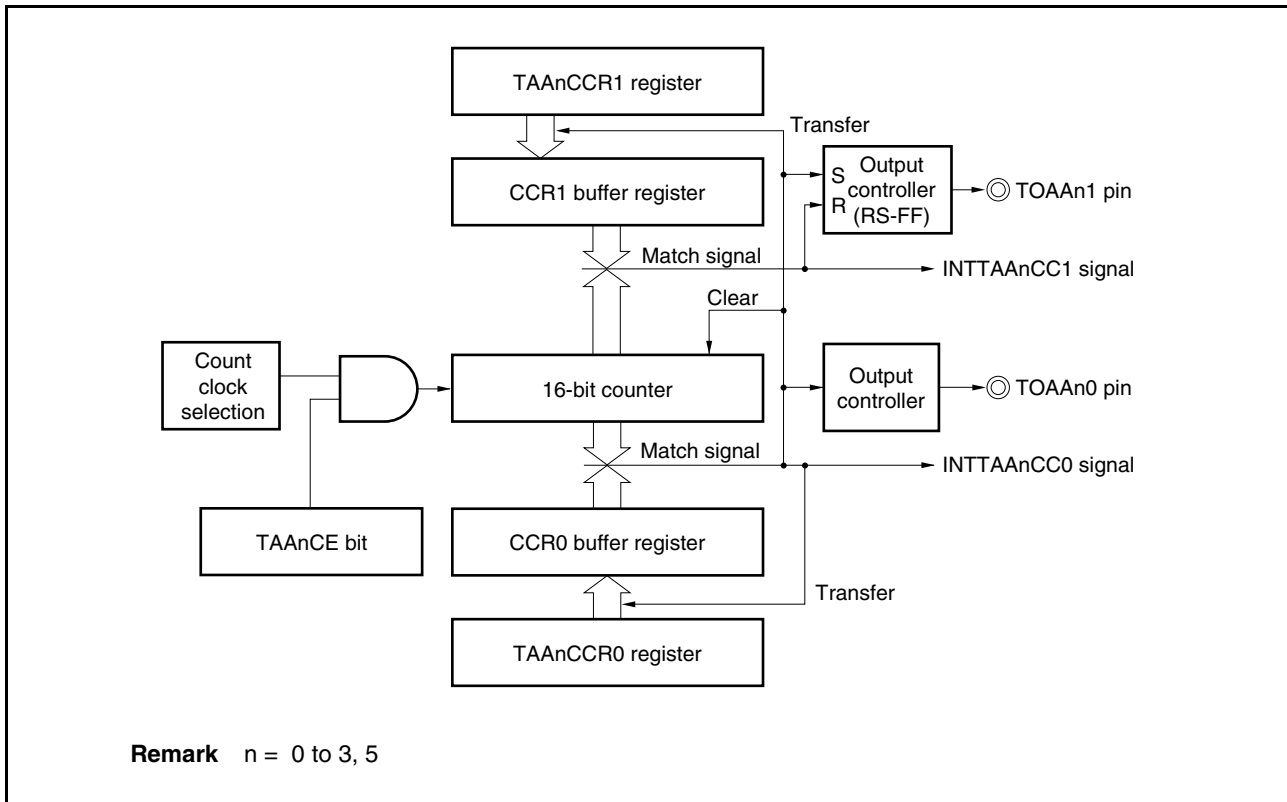 TAAnCCR1 register
Transfer
CCR1 buffer register
S
R
Output
controller
(RS-FF)
TOAAn1 pin
Match signal
INTTAAnCC1 signal
Clear
Count
clock
selection
16-bit counter
Output
controller
TOAAn0 pin
Match signal
INTTAAnCC0 signal
TAAnCE bit
CCR0 buffer register
Transfer
TAAnCCR0 register
Remark n = 0 to 3, 5